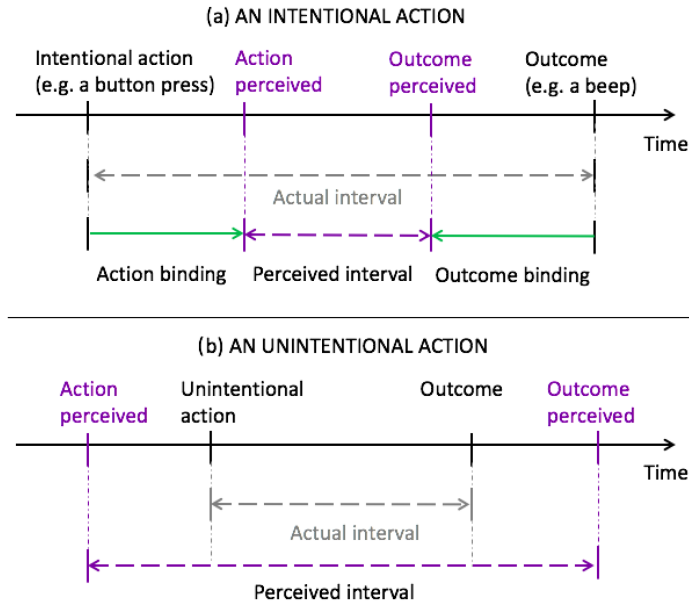 (a) AN INTENTIONAL ACTION
Intentional action
(e.g. a button press)
Action
perceived
Outcome
perceived
Outcome
(e.g. a beep)
Time
Actual interval
Action binding
Perceived interval
Outcome binding
(b) AN UNINTENTIONAL ACTION
Action
perceived
Unintentional
action
Outcome
Outcome
perceived
Time
Actual interval
Perceived interval